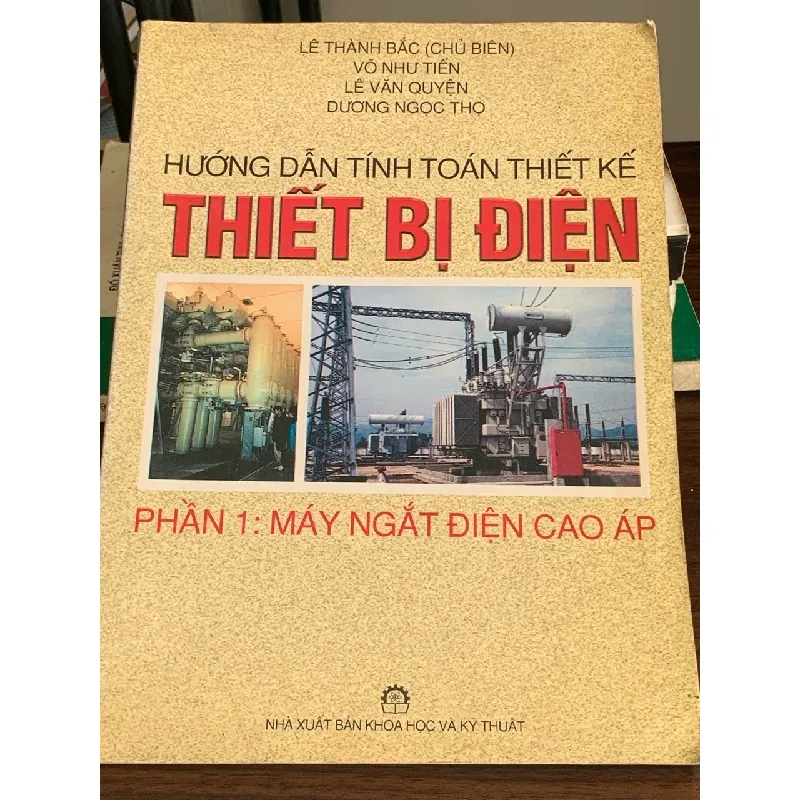 LÊ THÀNH BẮC (CHỦ BIÊN)
VÕ NHƯ TIẾN
LÊ VĂN QUYỆN
DƯƠNG NGỌC THỌ
HƯỚNG DẪN TÍNH TOÁN THIẾT KẾ
THIẾT BỊ ĐIỆN
PHẦN 1: MÁY NGẮT ĐIỆN CAO ÁP
NHÀ XUẤT BẢN KHOA HỌC VÀ KỸ THUẬT